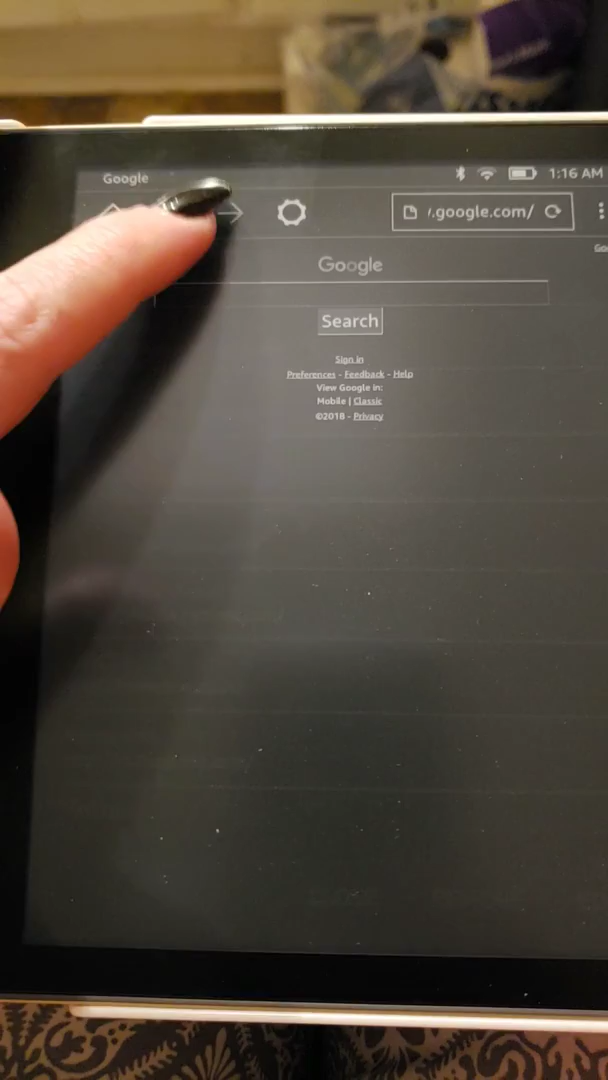 Google
1:16 AM
.google.com/
Google
Search
Sign in
Preferences - Feedback - Help
View Google in:
Mobile | Classic
©2018 - Privacy